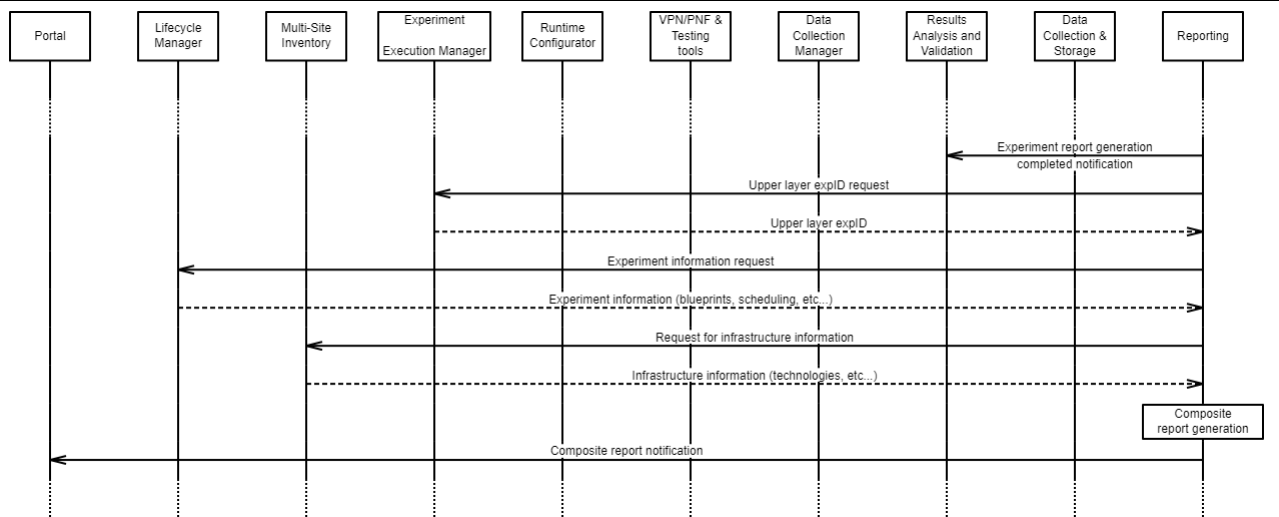 Portal
Lifecycle
Manager
Multi-Site
Inventory
Experiment
Execution Manager
Runtime
Configurator
VPN/PNF &
Testing
tools
Data
Collection
Manager
Results
Analysis and
Validation
Data
Collection &
Storage
Reporting
Experiment report generation
completed notification
Upper layer expID request
Upper layer expID
Experiment information request
Experiment information (blueprints, scheduling, etc...)
Request for infrastructure information
Infrastructure information (technologies, etc...)
Composite
report generation
Composite report notification